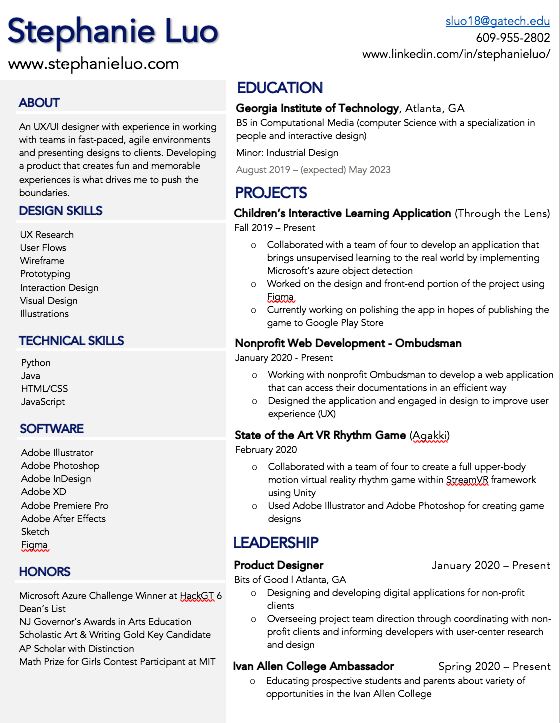 Stephanie Luo
www.stephanieluo.com
sluo18@gatech.edu
609-955-2802
www.linkedin.com/in/stephanieluo/
ABOUT
An UX/UI designer with experience in working
with teams in fast-paced, agile environments
and presenting designs to clients. Developing
a product that creates fun and memorable
experiences is what drives me to push the
boundaries.
DESIGN SKILLS
UX Research
User Flows
Wireframe
Prototyping
Interaction Design
Visual Design
Illustrations
TECHNICAL SKILLS
Python
Java
HTML/CSS
JavaScript
SOFTWARE
Adobe Illustrator
Adobe Photoshop
Adobe InDesign
Adobe XD
Adobe Premiere Pro
Adobe After Effects
Sketch
Figma
HONORS
Microsoft Azure Challenge Winner at HackGT 6
Dean's List
NJ Governor's Awards in Arts Education
Scholastic Art & Writing Gold Key Candidate
AP Scholar with Distinction
Math Prize for Girls Contest Participant at MIT
EDUCATION
Georgia Institute of Technology, Atlanta, GA
BS in Computational Media (computer Science with a specialization in
people and interactive design)
Minor: Industrial Design
August 2019 – (expected) May 2023
PROJECTS
Children's Interactive Learning Application (Through the Lens)
Fall 2019 – Present
o Collaborated with a team of four to develop an application that
brings unsupervised learning to the real world by implementing
Microsoft's azure object detection
o Worked on the design and front-end portion of the project using
Figma
o Currently working on polishing the app in hopes of publishing the
game to Google Play Store
Nonprofit Web Development - Ombudsman
January 2020 - Present
o Working with nonprofit Ombudsman to develop a web application
that can access their documentations in an efficient way
o Designed the application and engaged in design to improve user
experience (UX)
State of the Art VR Rhythm Game (Agakki)
February 2020
o Collaborated with a team of four to create a full upper-body
motion virtual reality rhythm game within StreamVR framework
using Unity
o Used Adobe Illustrator and Adobe Photoshop for creating game
designs
LEADERSHIP
Product Designer January 2020 – Present
Bits of Good | Atlanta, GA
o Designing and developing digital applications for non-profit
clients
o Overseeing project team direction through coordinating with non-
profit clients and informing developers with user-center research
and design
Ivan Allen College Ambassador Spring 2020 – Present
o Educating prospective students and parents about variety of
opportunities in the Ivan Allen College